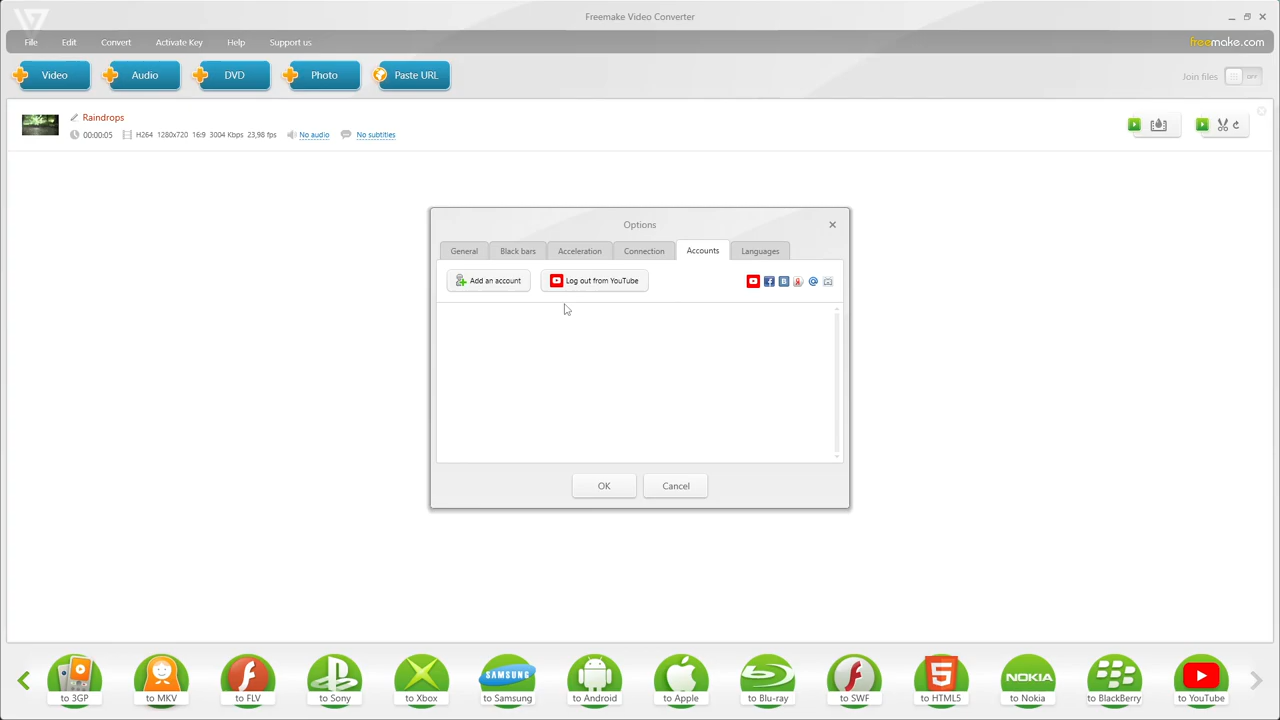 Freemake Video Converter
File Edit Convert Activate Key Help Support us
freemake.com
Video Audio DVD Photo Paste URL
Join files OFF
Raindrops
00:00:05 H264 1280x720 16:9 3004 Kbps 23,98 fps No audio No subtitles
Options
General Black bars Acceleration Connection Accounts Languages
Add an account Log out from YouTube
OK Cancel
SAMSUNG NOKIA
to 3GP to MKV to FLV to Sony to Xbox to Samsung to Android to Apple to Blu-ray to SWF to HTML5 to Nokia to BlackBerry to YouTube